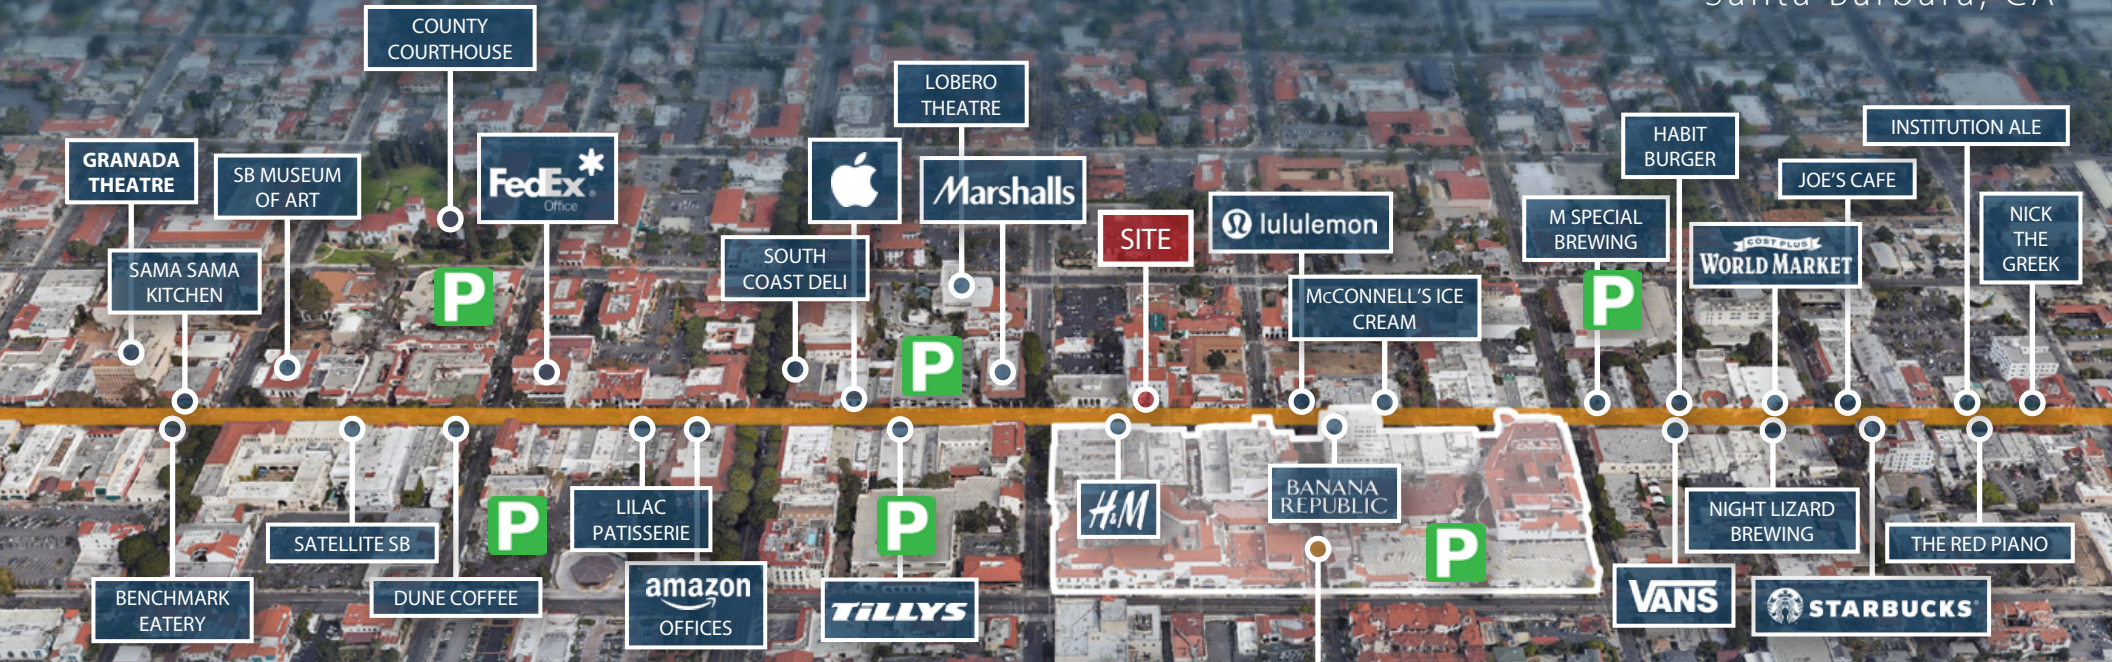 Santa Barbara, CA
COUNTY
COURTHOUSE
LOBERO
THEATRE
INSTITUTION ALE
HABIT
BURGER
GRANADA
THEATRE
SB MUSEUM
OF ART
FedEx
Office
Marshalls
JOE'S CAFE
NICK
THE
GREEK
SITE
lululemon
M SPECIAL
BREWING
COST PLUS
WORLD MARKET
SAMA SAMA
KITCHEN
SOUTH
COAST DELI
McCONNELL'S ICE
CREAM
P
P
P
H&M
BANANA
REPUBLIC
LILAC
PATISSERIE
P
P
P
NIGHT LIZARD
BREWING
SATELLITE SB
THE RED PIANO
BENCHMARK
EATERY
DUNE COFFEE
amazon
OFFICES
TILLYS
VANS
STARBUCKS